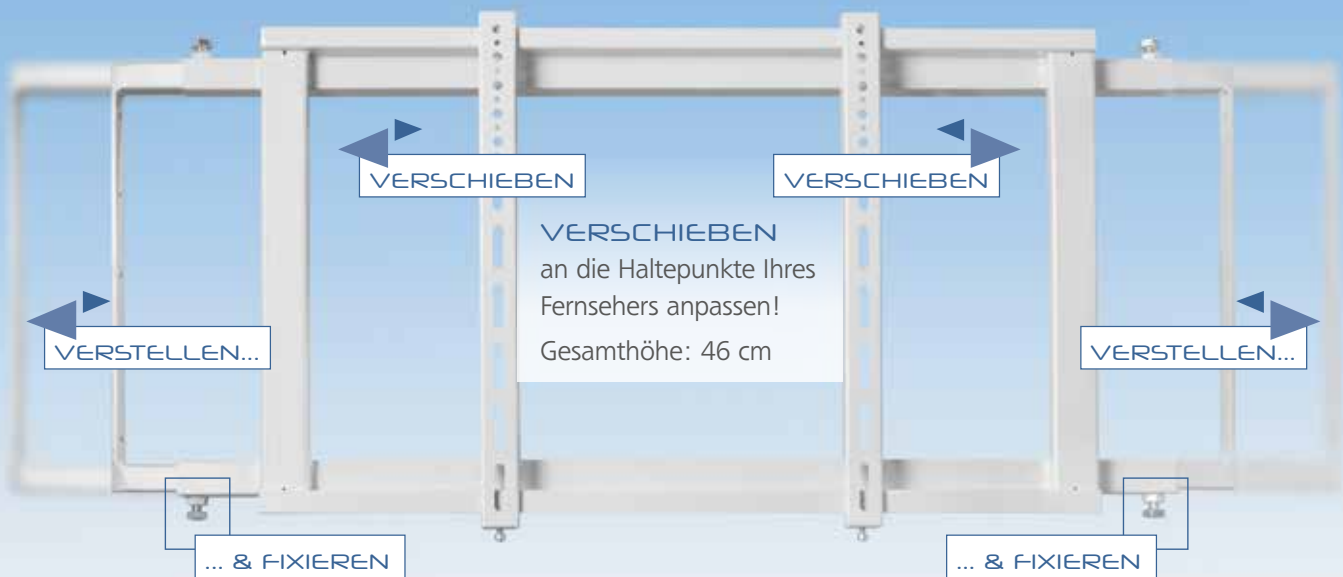 VERSCHIEBEN
VERSCHIEBEN
VERSCHIEBEN
an die Haltepunkte Ihres
Fernsehers anpassen!
Gesamthöhe: 46 cm
VERSTELLEN...
VERSTELLEN...
... & FIXIEREN
... & FIXIEREN